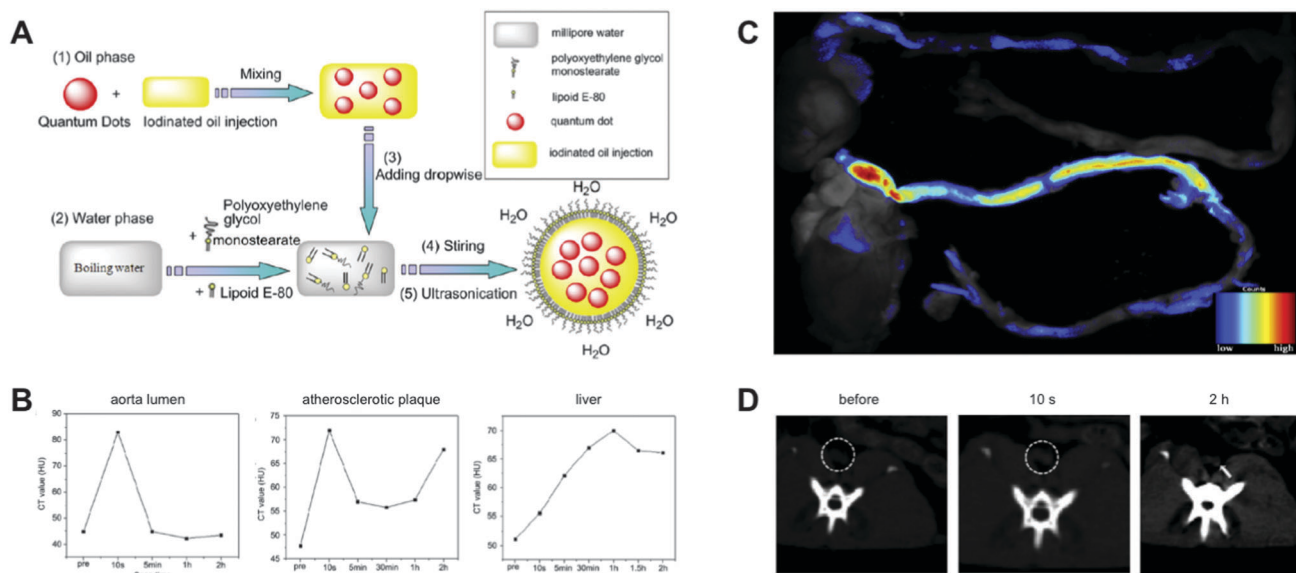 A
(1) Oil phase
Quantum Dots
+
Iodinated oil injection
Mixing
(3)
Adding dropwise
millipore water
polyoxyethylene glycol
monostearate
lipoid E-80
quantum dot
iodinated oil injection
(2) Water phase
Boiling water
+
Polyoxyethylene
glycol
monostearate
+ Lipoid E-80
(4) Stiring
(5) Ultrasonication
H2O
H2O
H2O
H2O
H2O
H2O
H2O
H2O
B
aorta lumen
CT value (HU)
90
80
70
60
50
40
pre
10s
5min
1h
2h
atherosclerotic plaque
CT value (HU)
75
70
65
60
55
50
45
pre
10s
5min
30min
1h
2h
liver
CT value (HU)
70
65
60
55
50
pre
10s
5min
30min
1h
1.5h
2h
C
Counts
low
high
D
before
10 s
2 h